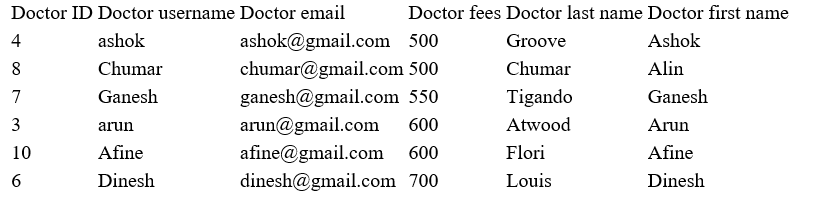 Doctor ID Doctor username Doctor email Doctor fees Doctor last name Doctor first name
4 ashok ashok@gmail.com 500 Groove Ashok
8 Chumar chumar@gmail.com 500 Chumar Alin
7 Ganesh ganesh@gmail.com 550 Tigando Ganesh
3 arun arun@gmail.com 600 Atwood Arun
10 Afine afine@gmail.com 600 Flori Afine
6 Dinesh dinesh@gmail.com 700 Louis Dinesh